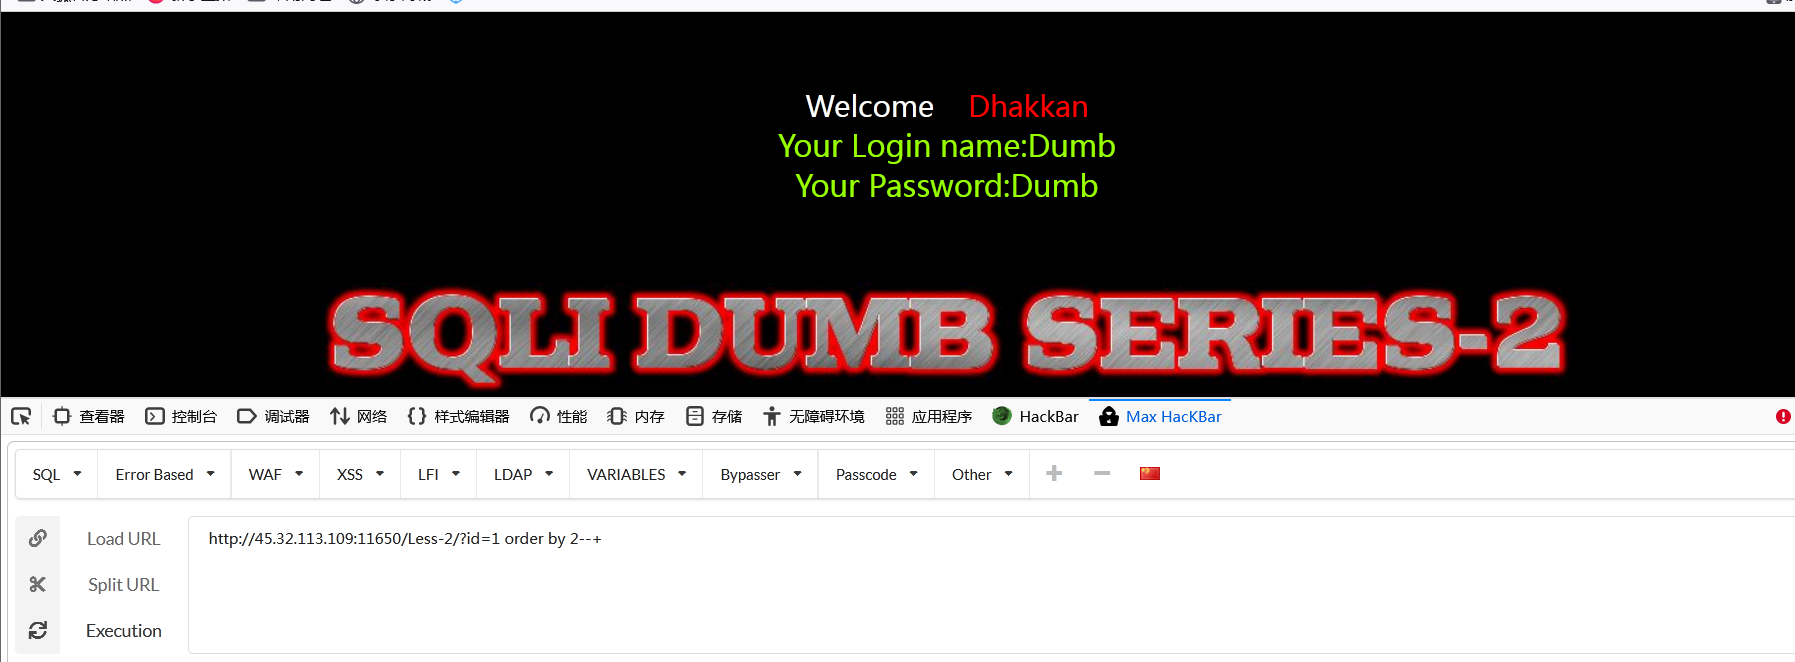 Welcome Dhakkan
Your Login name:Dumb
Your Password:Dumb
SQLI DUMB SERIES-2
查看器 控制台 调试器 网络 样式编辑器 性能 内存 存储 无障碍环境 应用程序 HackBar Max HacKBar
SQL Error Based WAF XSS LFI LDAP VARIABLES Bypasser Passcode Other
Load URL http://45.32.113.109:11650/Less-2/?id=1 order by 2--+
Split URL
Execution